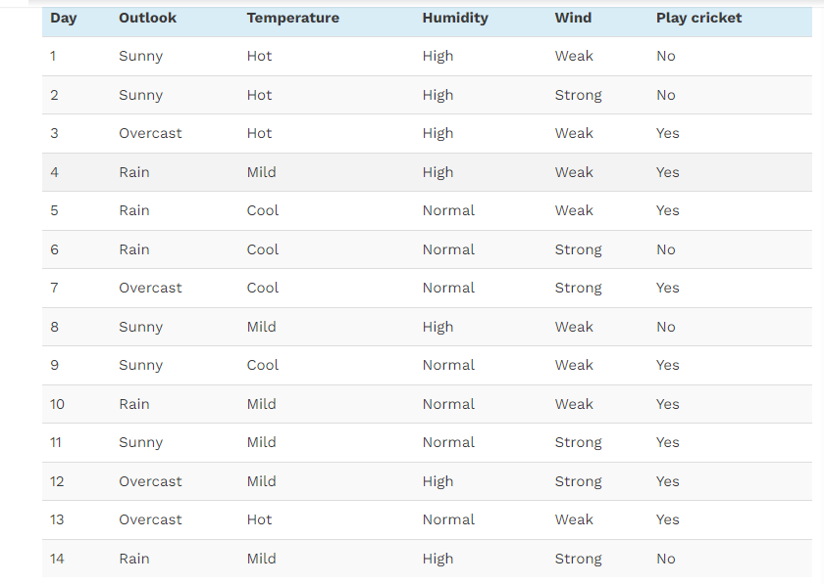 Day Outlook Temperature Humidity Wind Play cricket
1 Sunny Hot High Weak No
2 Sunny Hot High Strong No
3 Overcast Hot High Weak Yes
4 Rain Mild High Weak Yes
5 Rain Cool Normal Weak Yes
6 Rain Cool Normal Strong No
7 Overcast Cool Normal Strong Yes
8 Sunny Mild High Weak No
9 Sunny Cool Normal Weak Yes
10 Rain Mild Normal Weak Yes
11 Sunny Mild Normal Strong Yes
12 Overcast Mild High Strong Yes
13 Overcast Hot Normal Weak Yes
14 Rain Mild High Strong No